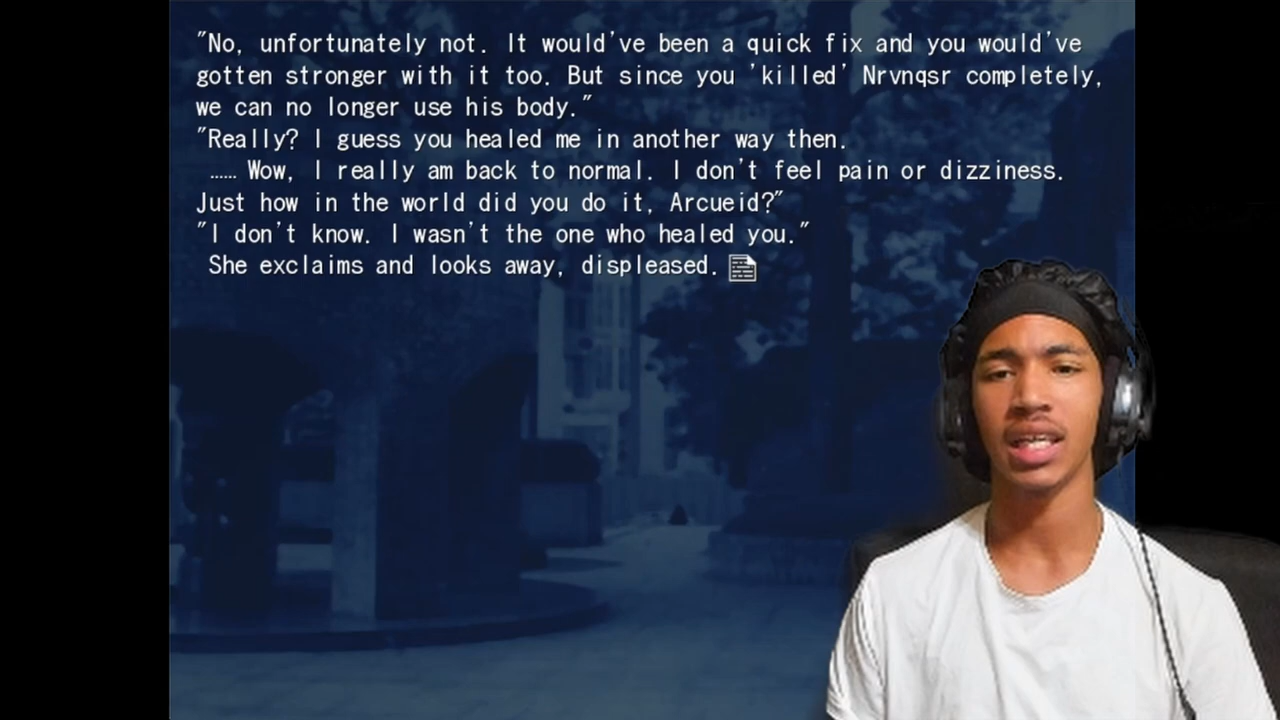 "No, unfortunately not. It would've been a quick fix and you would've
gotten stronger with it too. But since you 'killed' Nrvnqsr completely,
we can no longer use his body."
"Really? I guess you healed me in another way then.
…… Wow, I really am back to normal. I don't feel pain or dizziness.
Just how in the world did you do it, Arcueid?"
"I don't know. I wasn't the one who healed you."
She exclaims and looks away, displeased.